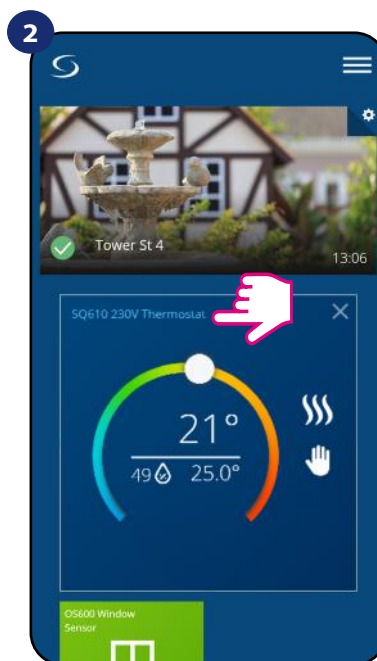 2
Tower St 4
13:06
SQ610 230V Thermostat
21°
49 25.0°
OS600 Window
Sensor